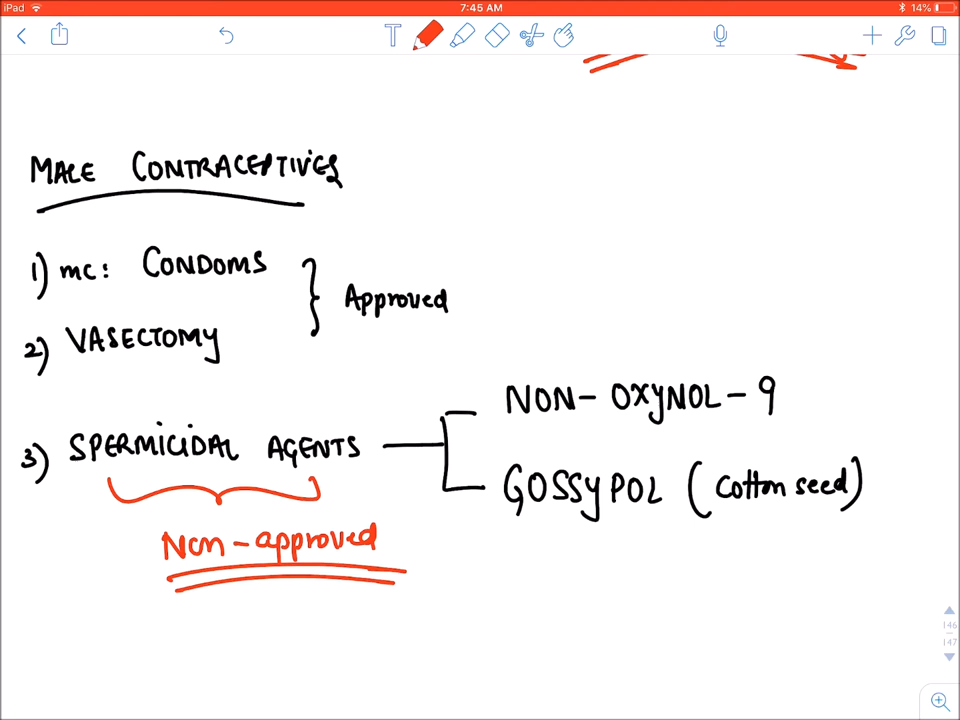 iPad 7:45 AM 14%
T
MALE CONTRACEPTIVES
1) mc: CONDOMS
Approved
2) VASECTOMY
NON-OXYNOL-9
3) SPERMICIDAL AGENTS
GOSSYPOL (Cotton seed)
Non-approved
146
147